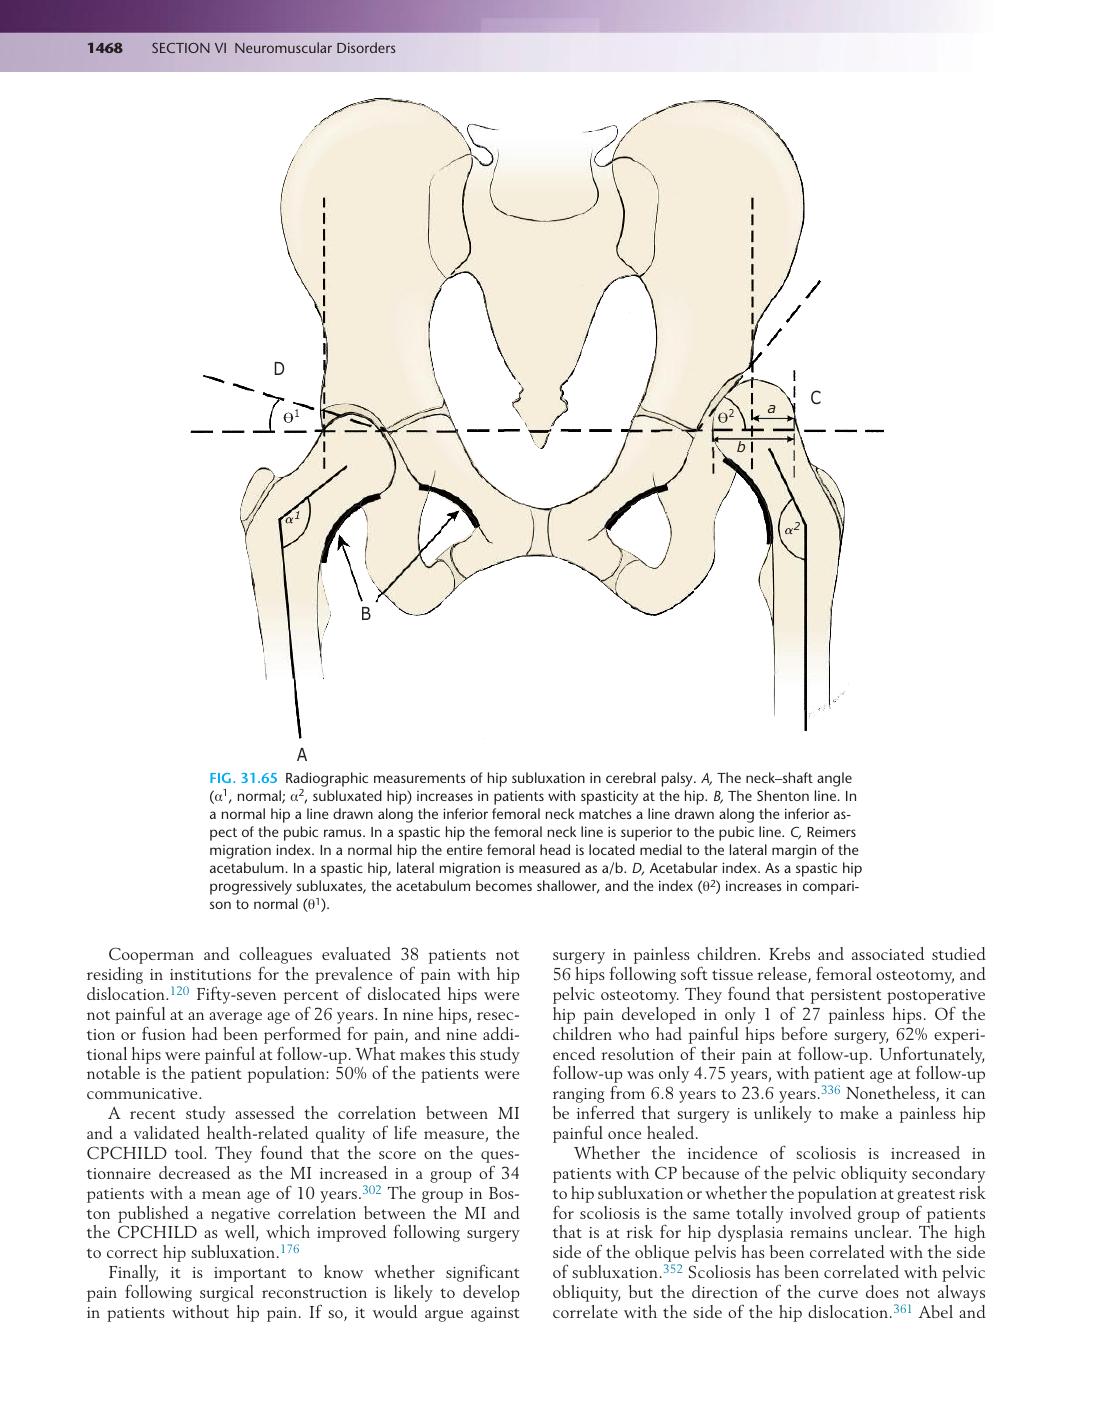 1468 SECTION VI Neuromuscular Disorders
D
C
θ1
θ2
a
b
α1
α2
B
A
FIG. 31.65 Radiographic measurements of hip subluxation in cerebral palsy. A, The neck–shaft angle
(α1, normal; α2, subluxated hip) increases in patients with spasticity at the hip. B, The Shenton line. In
a normal hip a line drawn along the inferior femoral neck matches a line drawn along the inferior as-
pect of the pubic ramus. In a spastic hip the femoral neck line is superior to the pubic line. C, Reimers
migration index. In a normal hip the entire femoral head is located medial to the lateral margin of the
acetabulum. In a spastic hip, lateral migration is measured as a/b. D, Acetabular index. As a spastic hip
progressively subluxates, the acetabulum becomes shallower, and the index (θ2) increases in compari-
son to normal (θ1).
Cooperman and colleagues evaluated 38 patients not
residing in institutions for the prevalence of pain with hip
dislocation.120 Fifty-seven percent of dislocated hips were
not painful at an average age of 26 years. In nine hips, resec-
tion or fusion had been performed for pain, and nine addi-
tional hips were painful at follow-up. What makes this study
notable is the patient population: 50% of the patients were
communicative.
A recent study assessed the correlation between MI
and a validated health-related quality of life measure, the
CPCHILD tool. They found that the score on the ques-
tionnaire decreased as the MI increased in a group of 34
patients with a mean age of 10 years.302 The group in Bos-
ton published a negative correlation between the MI and
the CPCHILD as well, which improved following surgery
to correct hip subluxation.176
Finally, it is important to know whether significant
pain following surgical reconstruction is likely to develop
in patients without hip pain. If so, it would argue against
surgery in painless children. Krebs and associated studied
56 hips following soft tissue release, femoral osteotomy, and
pelvic osteotomy. They found that persistent postoperative
hip pain developed in only 1 of 27 painless hips. Of the
children who had painful hips before surgery, 62% experi-
enced resolution of their pain at follow-up. Unfortunately,
follow-up was only 4.75 years, with patient age at follow-up
ranging from 6.8 years to 23.6 years.336 Nonetheless, it can
be inferred that surgery is unlikely to make a painless hip
painful once healed.
Whether the incidence of scoliosis is increased in
patients with CP because of the pelvic obliquity secondary
to hip subluxation or whether the population at greatest risk
for scoliosis is the same totally involved group of patients
that is at risk for hip dysplasia remains unclear. The high
side of the oblique pelvis has been correlated with the side
of subluxation.352 Scoliosis has been correlated with pelvic
obliquity, but the direction of the curve does not always
correlate with the side of the hip dislocation.361 Abel and